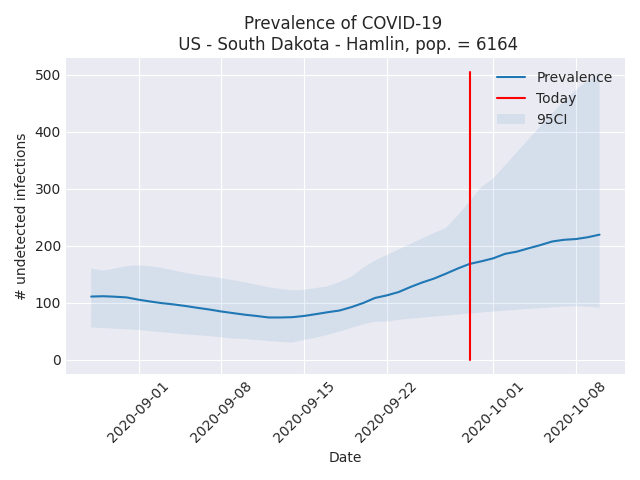 Prevalence of COVID-19
US - South Dakota - Hamlin, pop. = 6164
Prevalence
Today
95CI
# undetected infections
500
400
300
200
100
0
2020-09-01
2020-09-08
2020-09-15
2020-09-22
2020-10-01
2020-10-08
Date